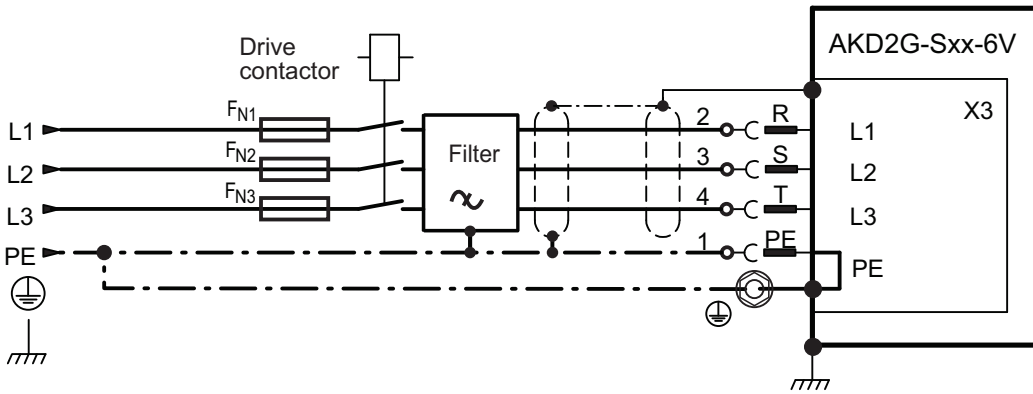 AKD2G-Sxx-6V
Drive
contactor
X3
L1
FN1
2
R
L1
L2
FN2
Filter
3
S
L2
L3
FN3
4
T
L3
PE
1
PE
PE